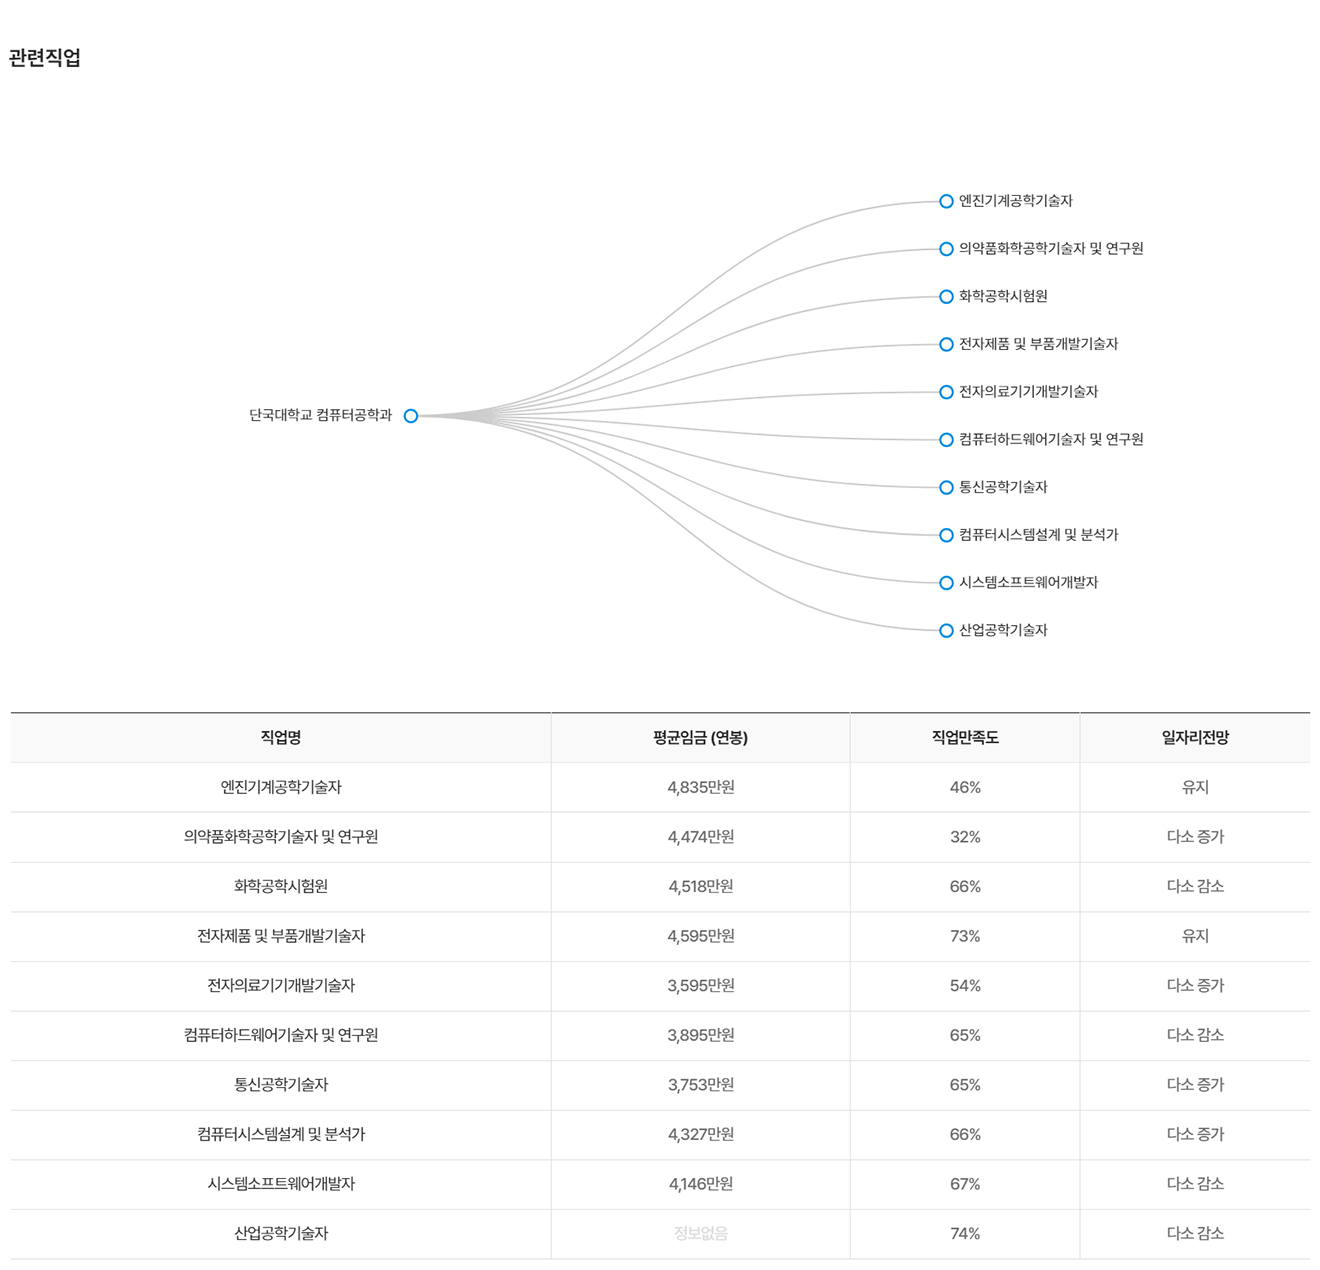 관련직업
엔진기계공학기술자
의약품화학공학기술자 및 연구원
화학공학시험원
전자제품 및 부품개발기술자
전자의료기기개발기술자
단국대학교 컴퓨터공학과
컴퓨터하드웨어기술자 및 연구원
통신공학기술자
컴퓨터시스템설계 및 분석가
시스템소프트웨어개발자
산업공학기술자
직업명 평균임금 (연봉) 직업만족도 일자리전망
엔진기계공학기술자 4,835만원 46% 유지
의약품화학공학기술자 및 연구원 4,474만원 32% 다소 증가
화학공학시험원 4,518만원 66% 다소 감소
전자제품 및 부품개발기술자 4,595만원 73% 유지
전자의료기기개발기술자 3,595만원 54% 다소 증가
컴퓨터하드웨어기술자 및 연구원 3,895만원 65% 다소 감소
통신공학기술자 3,753만원 65% 다소 증가
컴퓨터시스템설계 및 분석가 4,327만원 66% 다소 증가
시스템소프트웨어개발자 4,146만원 67% 다소 감소
산업공학기술자 정보없음 74% 다소 감소